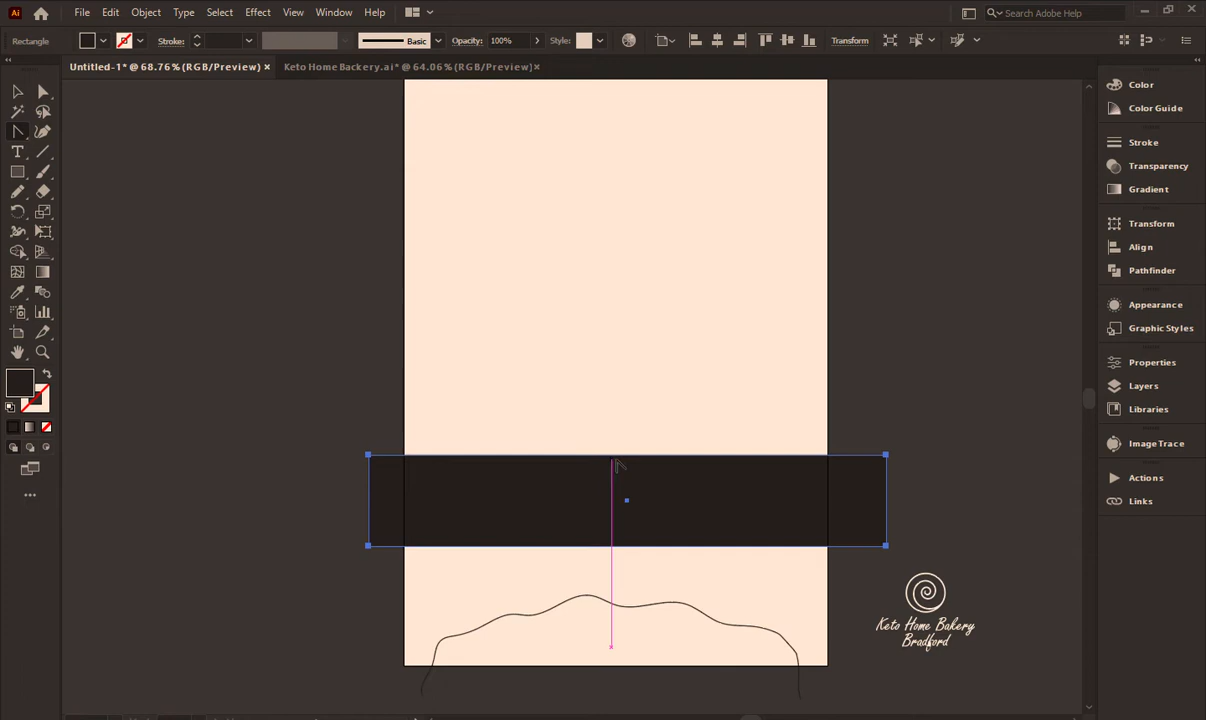 Ai File Edit Object Type Select Effect View Window Help Search Adobe Help
Rectangle Stroke: Basic Opacity: 100% Style: Transform
Untitled-1* @ 68.76% (RGB/Preview) × Keto Home Backery.ai* @ 64.06% (RGB/Preview) ×
Color
Color Guide
Stroke
Transparency
Gradient
Transform
Align
Pathfinder
Appearance
Graphic Styles
Properties
Layers
Libraries
Image Trace
Actions
Links
Keto Home Bakery
Bradford